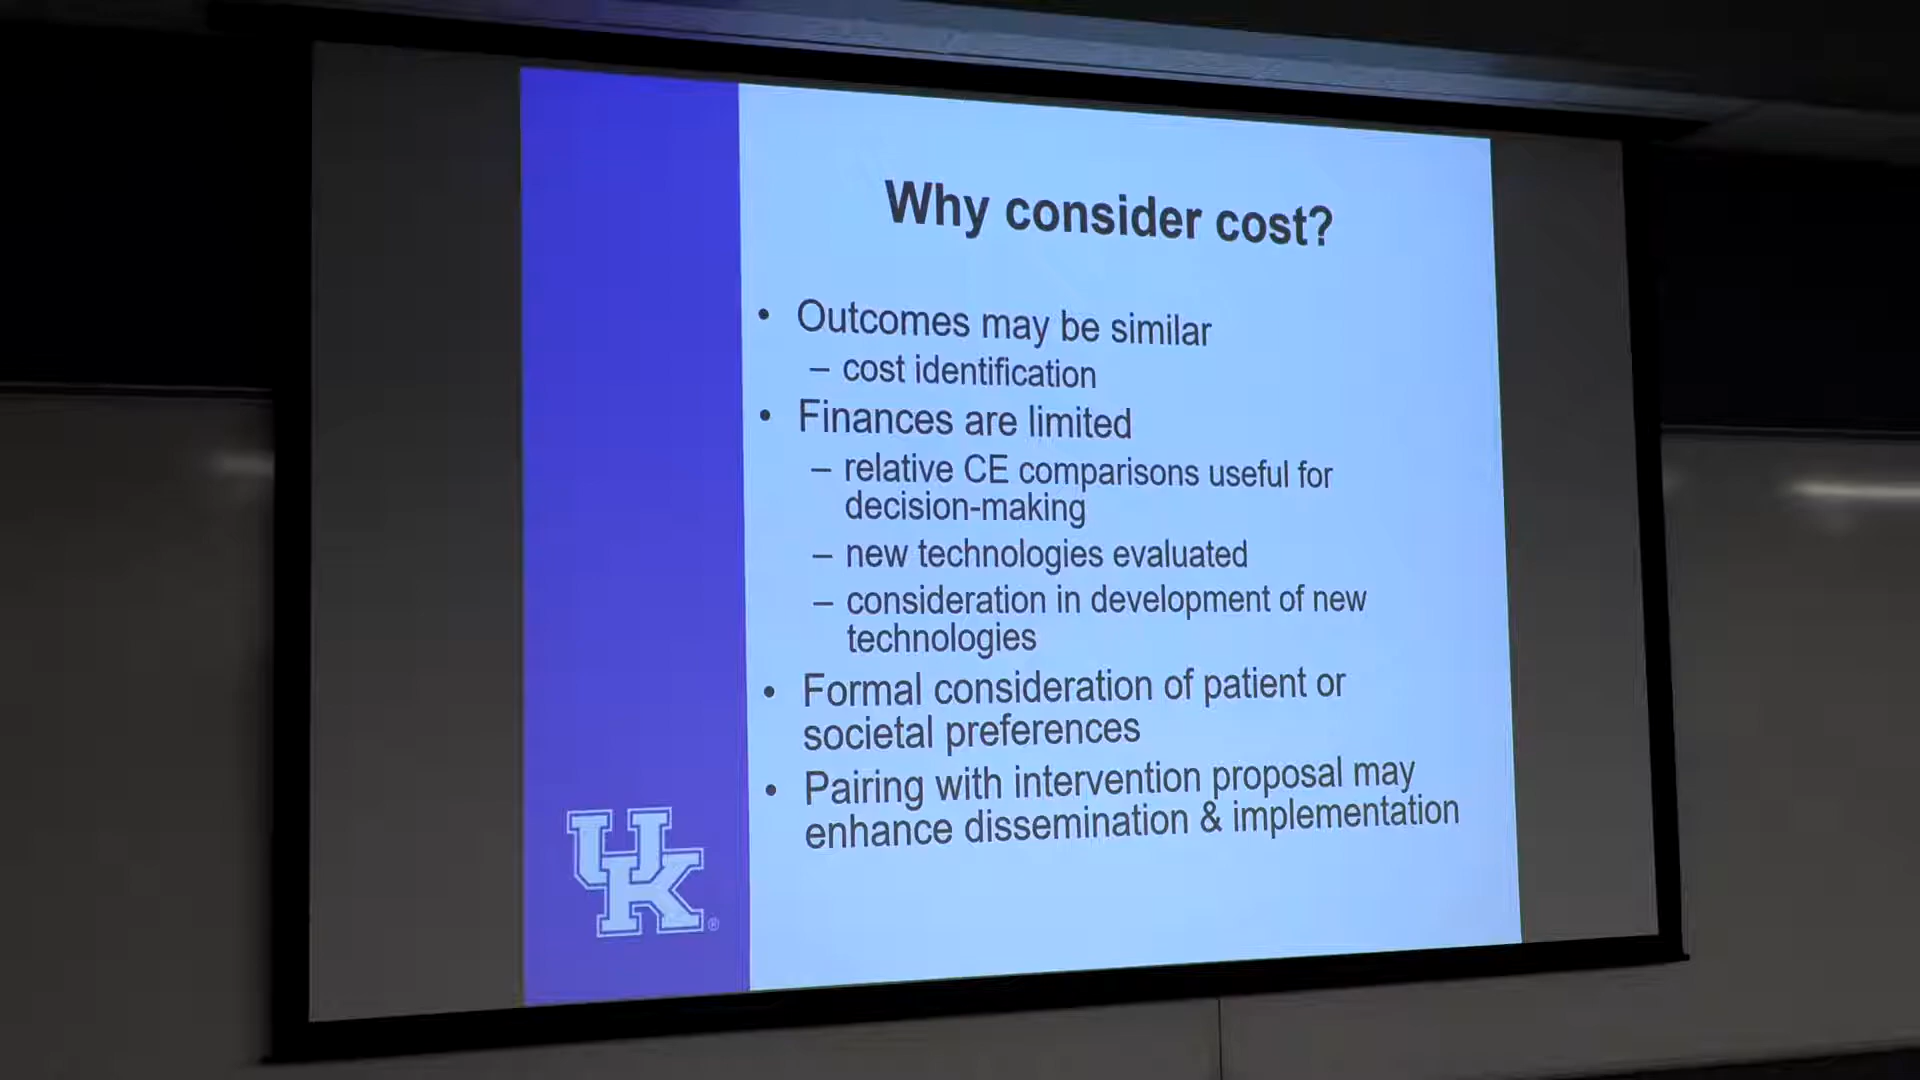 Why consider cost?
• Outcomes may be similar
– cost identification
• Finances are limited
– relative CE comparisons useful for
decision-making
– new technologies evaluated
– consideration in development of new
technologies
• Formal consideration of patient or
societal preferences
• Pairing with intervention proposal may
enhance dissemination & implementation
UK®